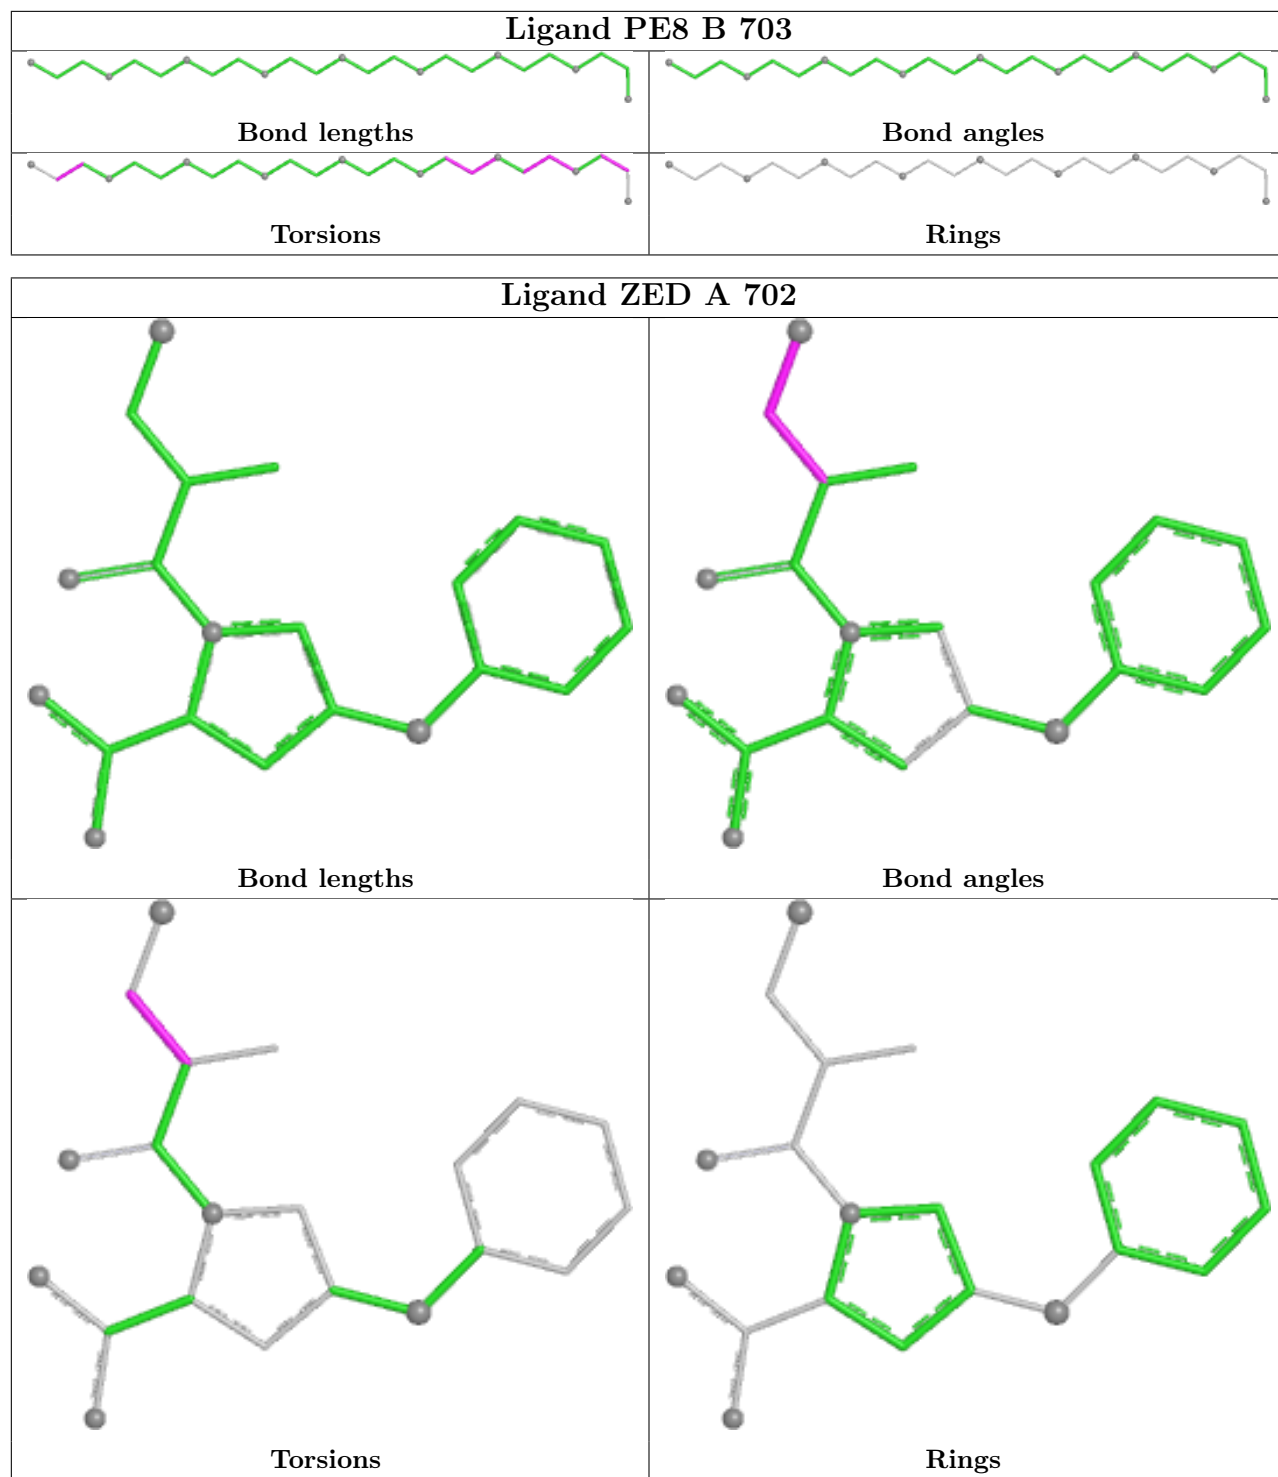 Ligand PE8 B 703
Bond lengths
Bond angles
Torsions
Rings
Ligand ZED A 702
Bond lengths
Bond angles
Torsions
Rings